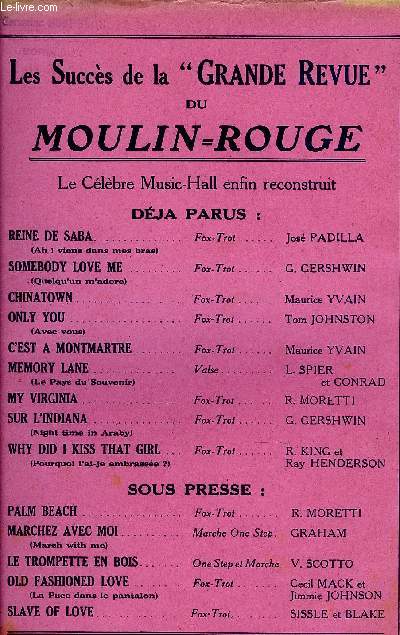 Le-livre.fr
Les Succès de la "GRANDE REVUE"
DU
MOULIN=ROUGE
Le Célèbre Music-Hall enfin reconstruit
DÉJA PARUS :
REINE DE SABA. .......... Fox-Trot ...... José PADILLA
(Ah ! viens dans mes bras)
SOMEBODY LOVE ME ....... Fox-Trot ...... G. GERSHWIN
(Quelqu'un m'adore)
CHINATOWN .............. Fox-Trot ...... Maurice YVAIN
ONLY YOU ............... Fox-Trot ...... Tom JOHNSTON
(Avec vous)
C'EST A MONTMARTRE ..... Fox-Trot ...... Maurice YVAIN
MEMORY LANE ............ Valse ......... L. SPIER
(Le Pays du Souvenir) et CONRAD
MY VIRGINIA ............ Fox-Trot ...... R. MORETTI
SUR L'INDIANA .......... Fox-Trot ...... G. GERSHWIN
(Night time in Araby)
WHY DID I KISS THAT GIRL ... Fox-Trot ...... R. KING et
(Pourquoi l'ai-je embrassée ?) Ray HENDERSON
SOUS PRESSE :
PALM BEACH ............. Fox-Trot ...... R. MORETTI
MARCHEZ AVEC MOI ....... Marche One Step. GRAHAM
(March with me)
LE TROMPETTE EN BOIS ..... One Step et Marche V. SCOTTO
OLD FASHIONED LOVE ..... Fox-Trot ...... Cecil MACK et
(La Puce dans le pantalon) Jimmie JOHNSON
SLAVE OF LOVE .......... Fox-Trot. ...... SISSLE et BLAKE